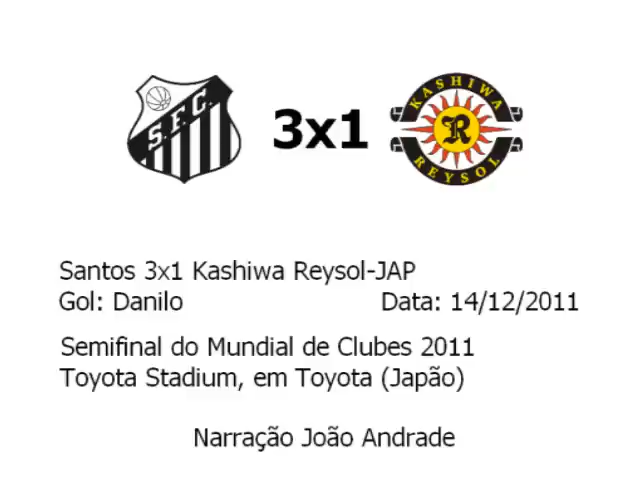 S.F.C.
3x1
KASHIWA
R
REYSOL
Santos 3x1 Kashiwa Reysol-JAP
Gol: Danilo Data: 14/12/2011
Semifinal do Mundial de Clubes 2011
Toyota Stadium, em Toyota (Japão)
Narração João Andrade